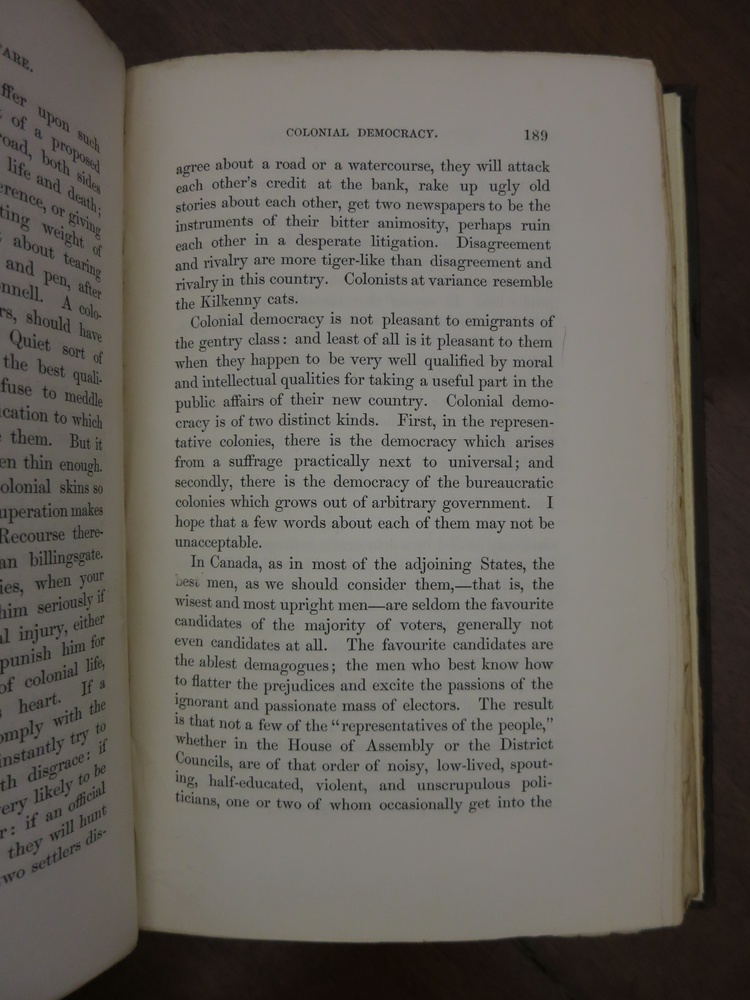 ARE.
ffer upon such
of a proposed
road, both sides
life and death;
erence, or giving
ting weight of
about tearing
and pen, after
nnell. A colo-
rs, should have
Quiet sort of
the best quali-
fuse to meddle
ication to which
them. But it
en thin enough.
olonial skins so
uperation makes
Recourse there-
an billingsgate.
ies, when your
him seriously if
al injury, either
punish him for
of colonial life,
heart. If a
omply with the
instantly try to
th disgrace: if
very likely to be
r: if an official
they will hunt
two settlers dis-
COLONIAL DEMOCRACY. 189
agree about a road or a watercourse, they will attack
each other's credit at the bank, rake up ugly old
stories about each other, get two newspapers to be the
instruments of their bitter animosity, perhaps ruin
each other in a desperate litigation. Disagreement
and rivalry are more tiger-like than disagreement and
rivalry in this country. Colonists at variance resemble
the Kilkenny cats.
Colonial democracy is not pleasant to emigrants of
the gentry class: and least of all is it pleasant to them
when they happen to be very well qualified by moral
and intellectual qualities for taking a useful part in the
public affairs of their new country. Colonial demo-
cracy is of two distinct kinds. First, in the represen-
tative colonies, there is the democracy which arises
from a suffrage practically next to universal; and
secondly, there is the democracy of the bureaucratic
colonies which grows out of arbitrary government. I
hope that a few words about each of them may not be
unacceptable.
In Canada, as in most of the adjoining States, the
best men, as we should consider them,—that is, the
wisest and most upright men—are seldom the favourite
candidates of the majority of voters, generally not
even candidates at all. The favourite candidates are
the ablest demagogues; the men who best know how
to flatter the prejudices and excite the passions of the
ignorant and passionate mass of electors. The result
is that not a few of the "representatives of the people,"
whether in the House of Assembly or the District
Councils, are of that order of noisy, low-lived, spout-
ing, half-educated, violent, and unscrupulous poli-
ticians, one or two of whom occasionally get into the